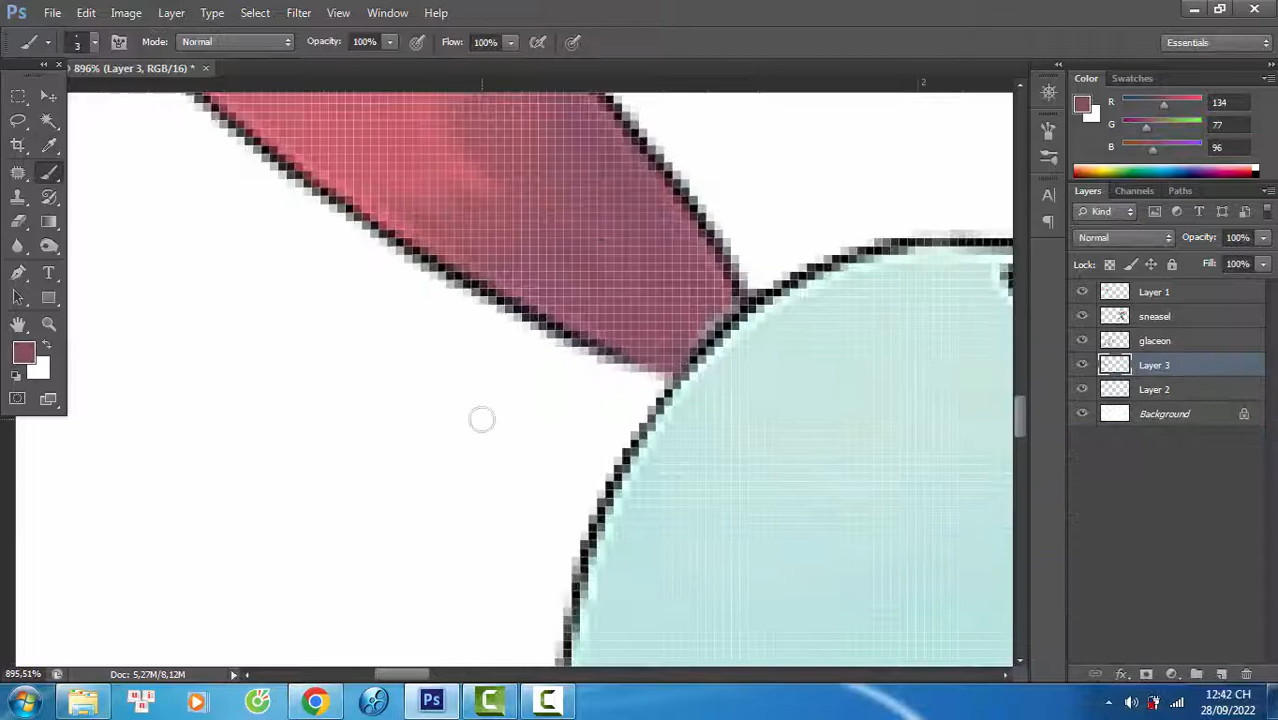 Ps File Edit Image Layer Type Select Filter View Window Help
3 Mode: Normal Opacity: 100% Flow: 100% Essentials
896% (Layer 3, RGB/16) * ×
2
Color Swatches
R 134
G 77
B 96
Layers Channels Paths
Kind
Normal Opacity: 100%
Lock: Fill: 100%
Layer 1
sneasel
glaceon
Layer 3
Layer 2
Background
895,51% Doc: 5,27M/8,12M
Ps
12:42 CH
28/09/2022